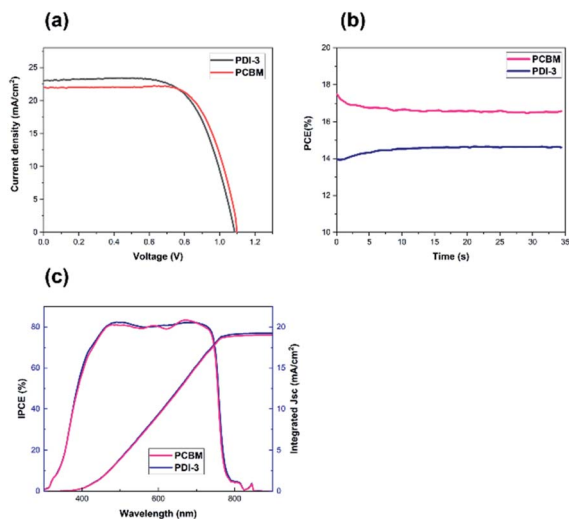 (a)
PDI-3
PCBM
25
20
15
10
5
0
0.0 0.2 0.4 0.6 0.8 1.0 1.2
Current density (mA/cm²)
Voltage (V)
(b)
PCBM
PDI-3
18
16
14
12
10
0 5 10 15 20 25 30 35
PCE(%)
Time (s)
(c)
80
60
40
20
0
400 600 800
20
15
10
5
0
IPCE (%)
Integrated Jsc (mA/cm²)
PCBM
PDI-3
Wavelength (nm)